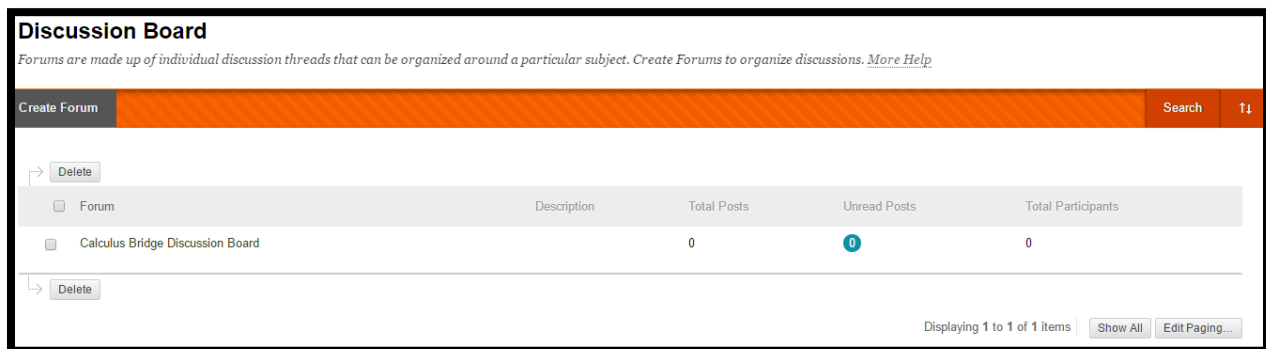 Discussion Board
Forums are made up of individual discussion threads that can be organized around a particular subject. Create Forums to organize discussions. More Help
Create Forum Search
Delete
Forum Description Total Posts Unread Posts Total Participants
Calculus Bridge Discussion Board 0 0 0
Delete
Displaying 1 to 1 of 1 items Show All Edit Paging...